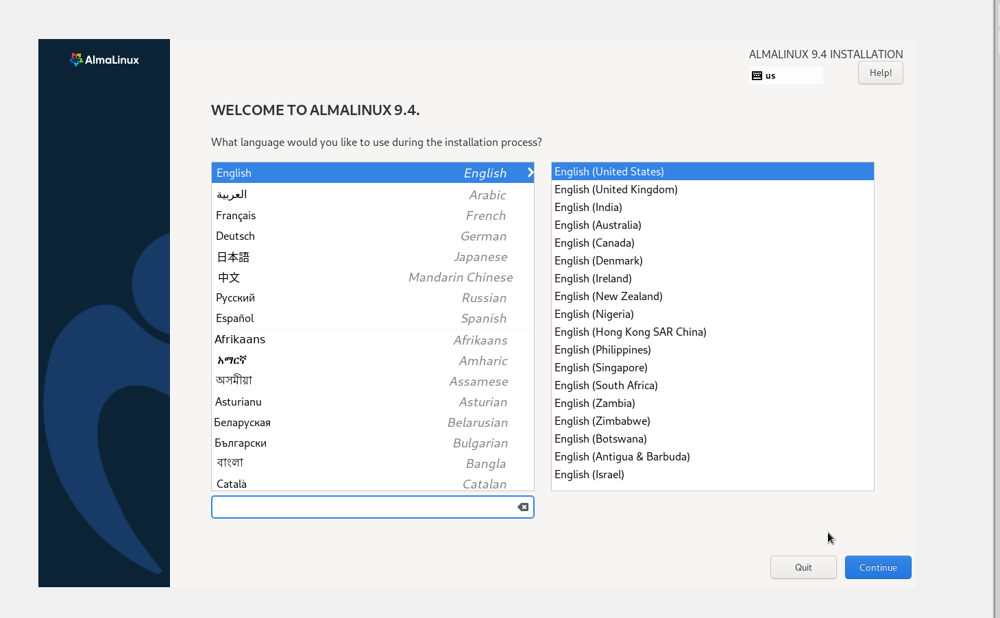 AlmaLinux
ALMALINUX 9.4 INSTALLATION
us
Help!
WELCOME TO ALMALINUX 9.4.
What language would you like to use during the installation process?
English English
العربية Arabic
Français French
Deutsch German
日本語 Japanese
中文 Mandarin Chinese
Русский Russian
Español Spanish
Afrikaans Afrikaans
አማርኛ Amharic
অসমীয়া Assamese
Asturianu Asturian
Беларуская Belarusian
Български Bulgarian
বাংলা Bangla
Català Catalan
English (United States)
English (United Kingdom)
English (India)
English (Australia)
English (Canada)
English (Denmark)
English (Ireland)
English (New Zealand)
English (Nigeria)
English (Hong Kong SAR China)
English (Philippines)
English (Singapore)
English (South Africa)
English (Zambia)
English (Zimbabwe)
English (Botswana)
English (Antigua & Barbuda)
English (Israel)
Quit
Continue